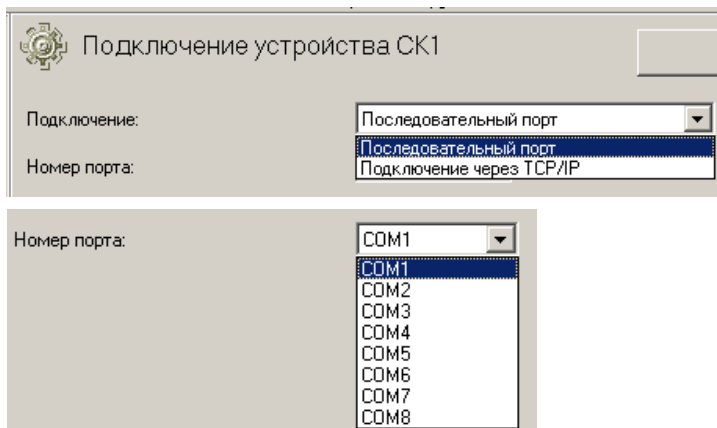 Подключение устройства СК1
Подключение:
Последовательный порт
Последовательный порт
Подключение через TCP/IP
Номер порта:
Номер порта:
COM1
COM1
COM2
COM3
COM4
COM5
COM6
COM7
COM8